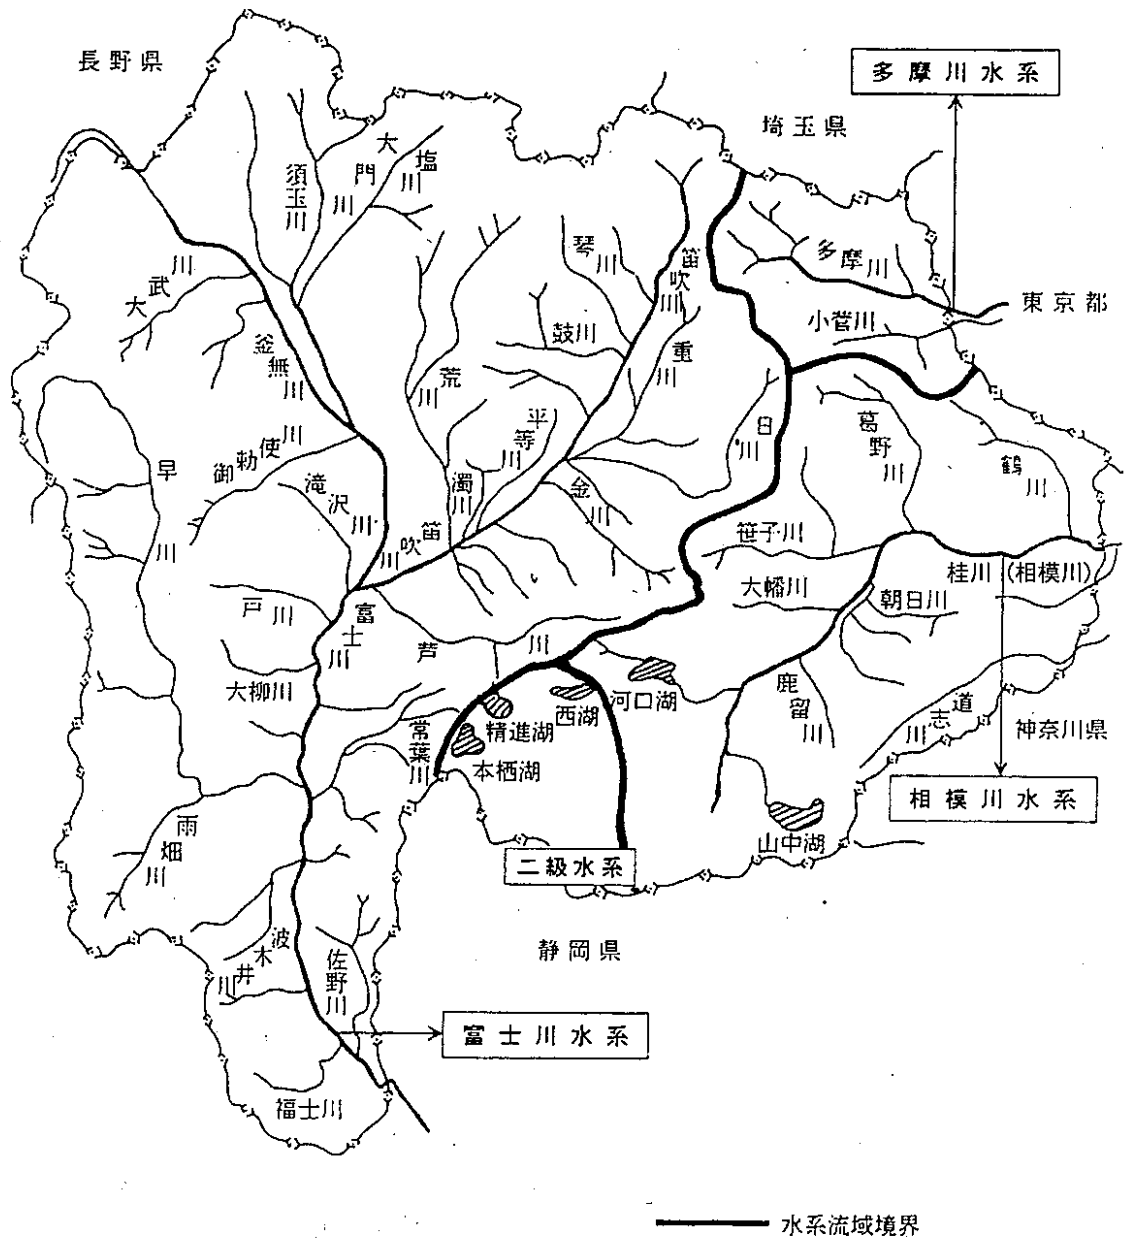 長野県
多摩川水系
埼玉県
大門川
塩川
須玉川
琴川
笛吹川
多摩川
大武川
東京都
小菅川
釜無川
鼓川
重川
荒川
日川
葛野川
鶴川
平等川
御勅使川
早川
滝沢川
濁川
金川
笛吹川
笹子川
桂川(相模川)
大幡川
朝日川
戸川
富士川
芦川
大柳川
河口湖
西湖
鹿留川
精進湖
常葉川
本栖湖
道志川
神奈川県
相模川水系
雨畑川
山中湖
二級水系
静岡県
波木井川
佐野川
富士川水系
福士川
水系流域境界